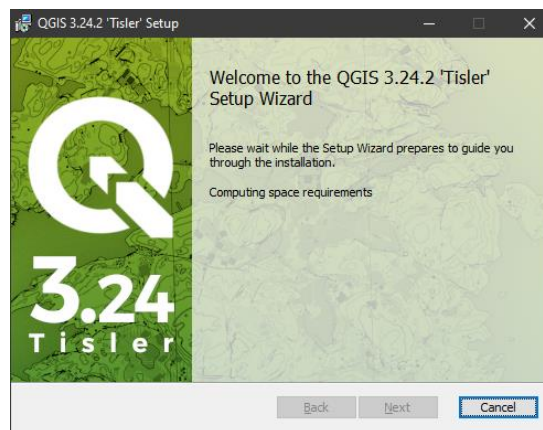 QGIS 3.24.2 'Tisler' Setup
Welcome to the QGIS 3.24.2 'Tisler'
Setup Wizard
Please wait while the Setup Wizard prepares to guide you
through the installation.
Computing space requirements
3.24
Tisler
Back
Next
Cancel